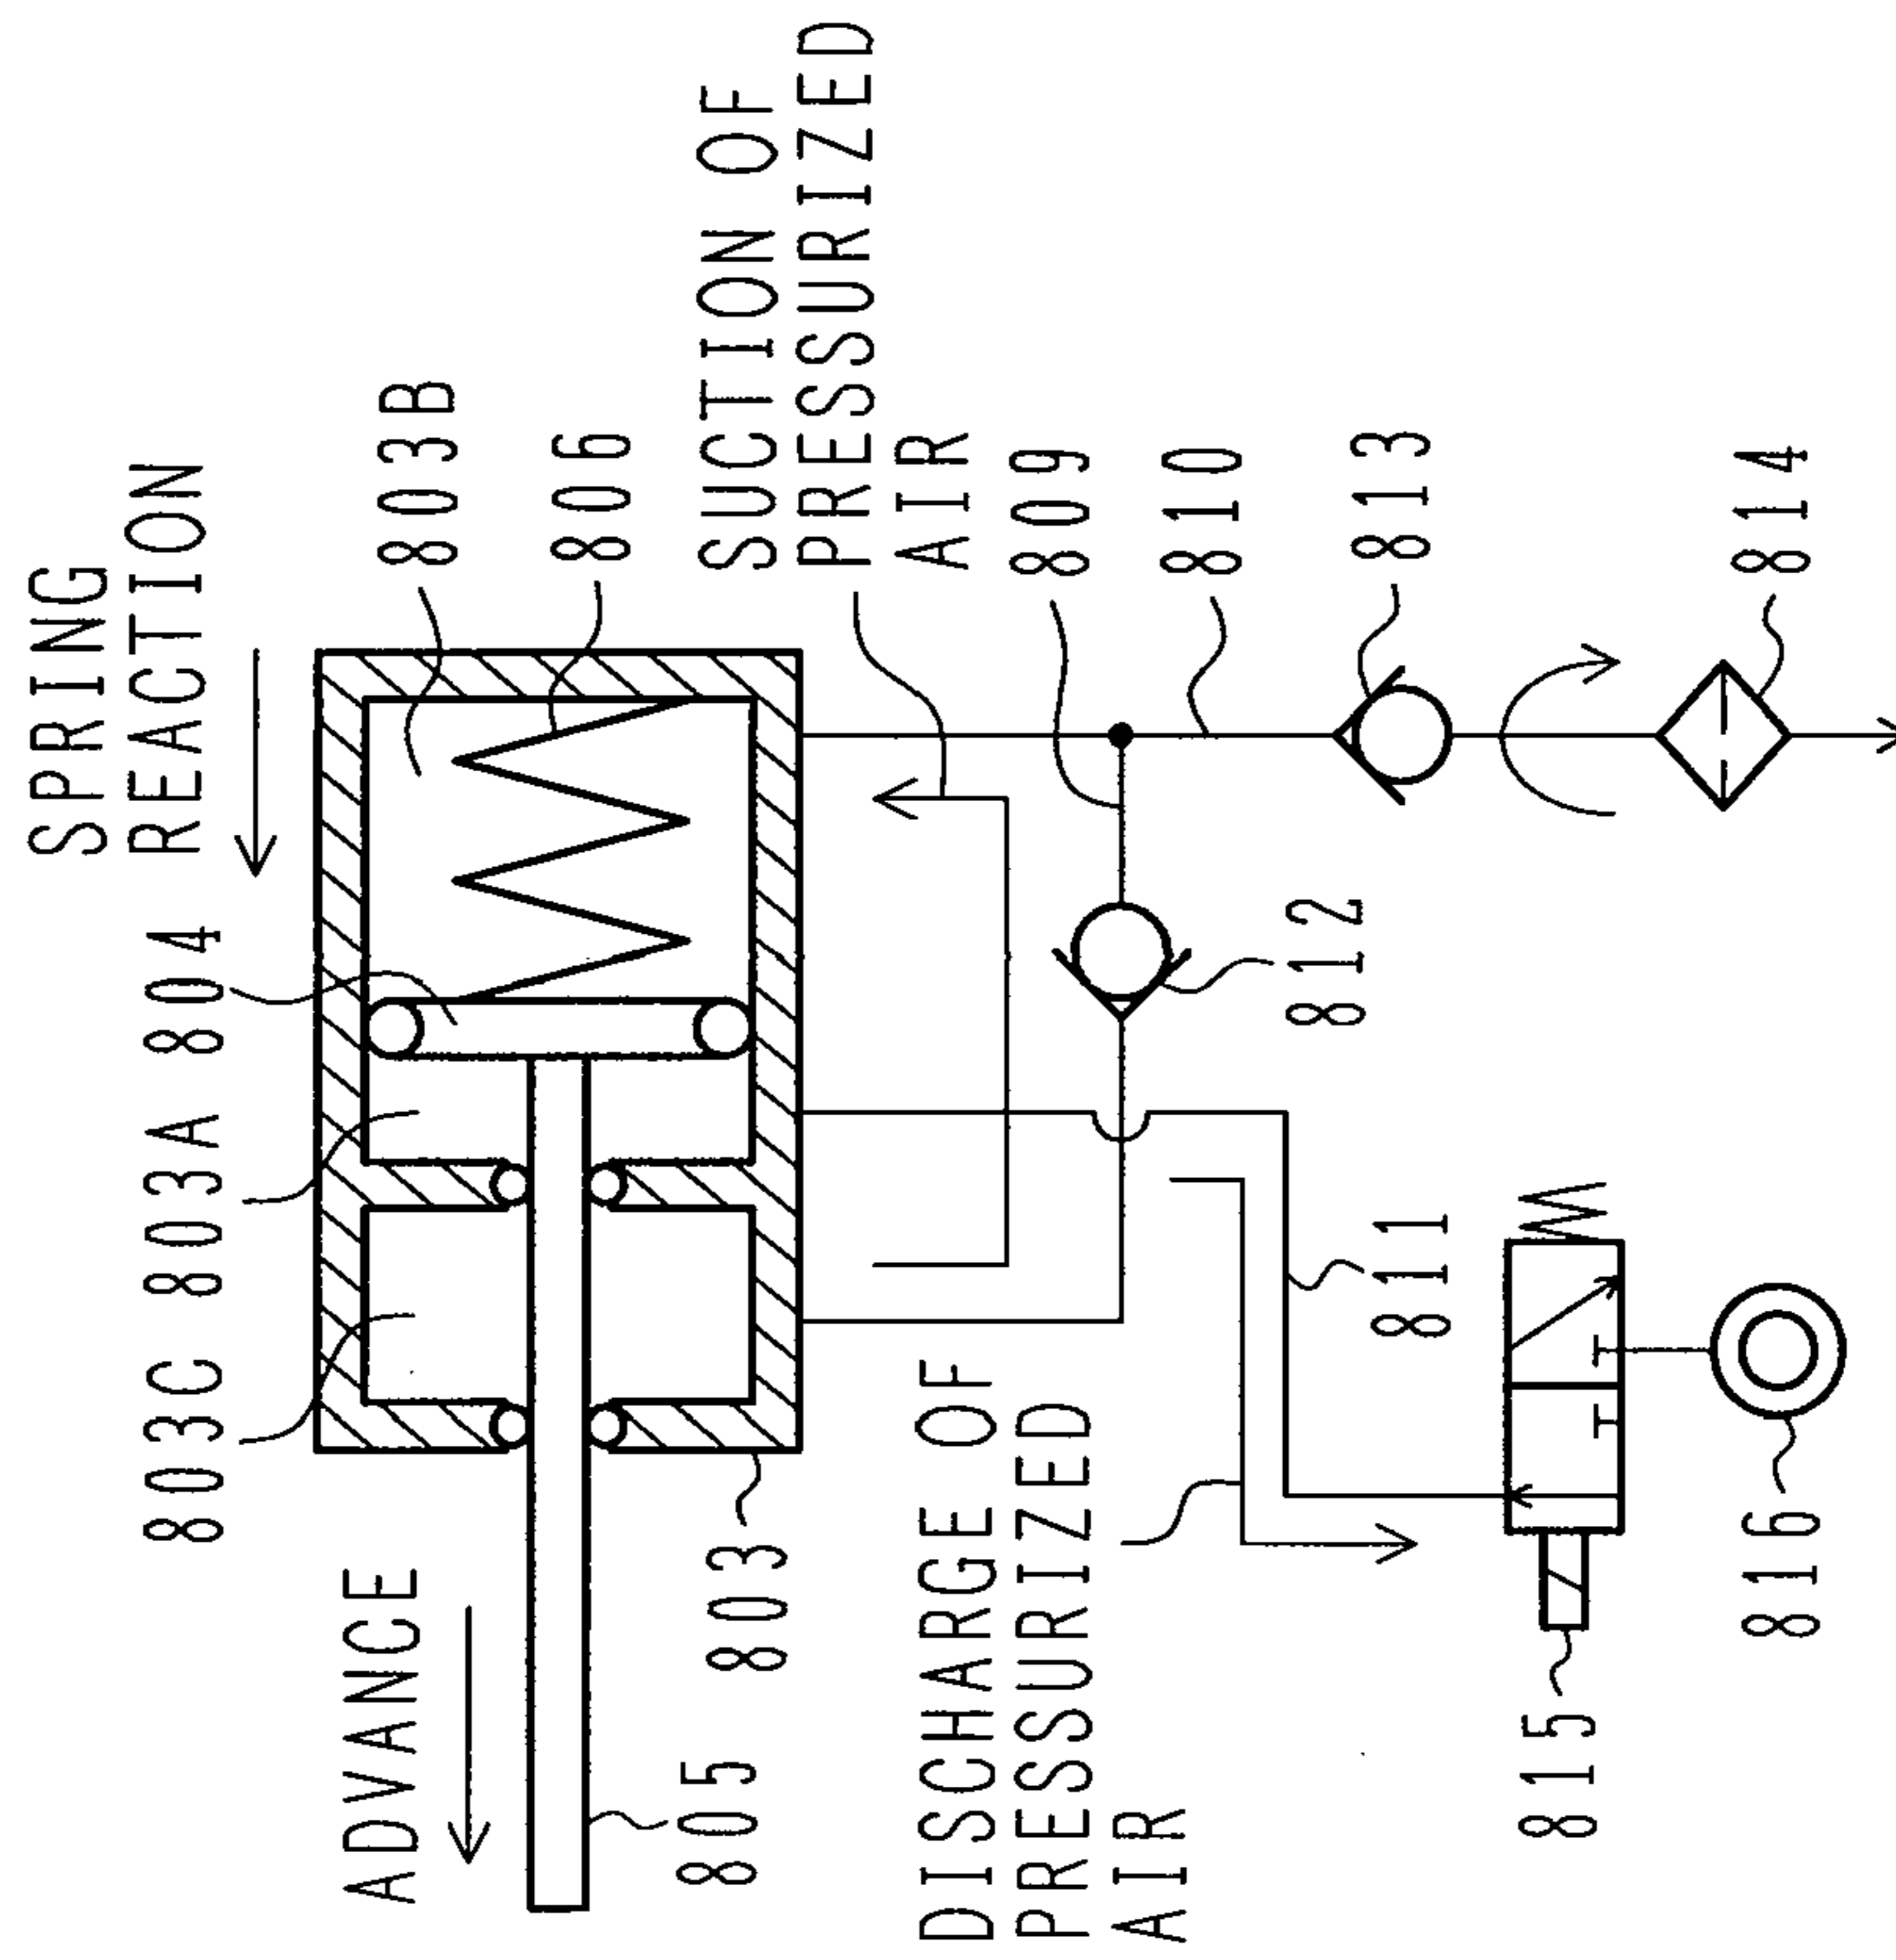 SPRING
REACTION
803C 803A 804
ADVANCE
803B
806
805
803
SUCTION OF
PRESSURIZED
AIR
DISCHARGE OF
PRESSURIZED
AIR
809
810
812
813
811
815
814
816